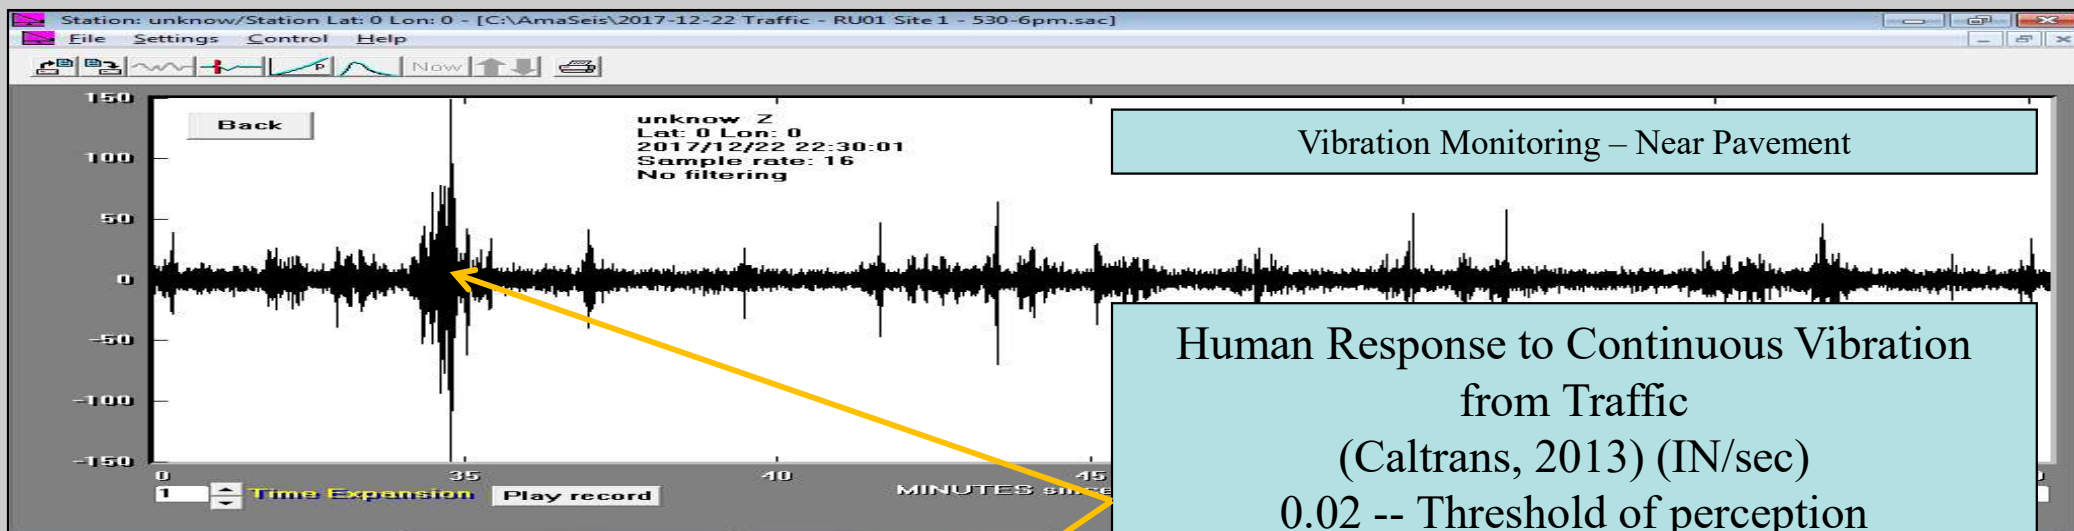 Station: unknow/Station Lat: 0 Lon: 0 - [C:\AmaSeis\2017-12-22 Traffic - RU01 Site 1 - 530-6pm.sac]
File Settings Control Help
P Now
150
Back
unknow Z
Lat: 0 Lon: 0
2017/12/22 22:30:01
Sample rate: 16
No filtering
Vibration Monitoring – Near Pavement
100
50
0
-50
-100
-150
Human Response to Continuous Vibration
from Traffic
(Caltrans, 2013) (IN/sec)
0.02 -- Threshold of perception
0 35 40 45
1 Time Expansion Play record MINUTES since